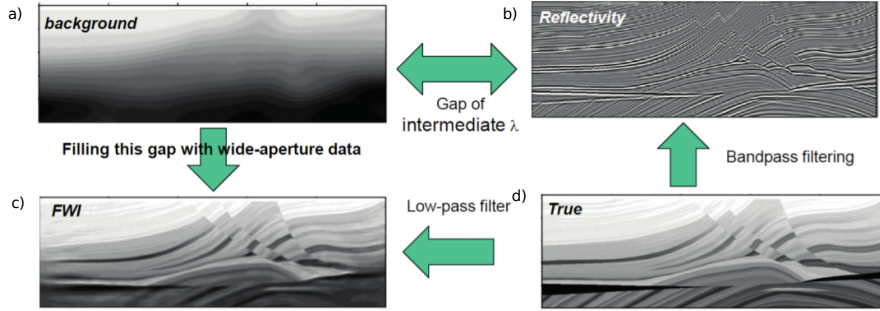 a)
background
b)
Reflectivity
Gap of
intermediate λ
Filling this gap with wide-aperture data
Bandpass filtering
c)
FWI
Low-pass filter
d)
True